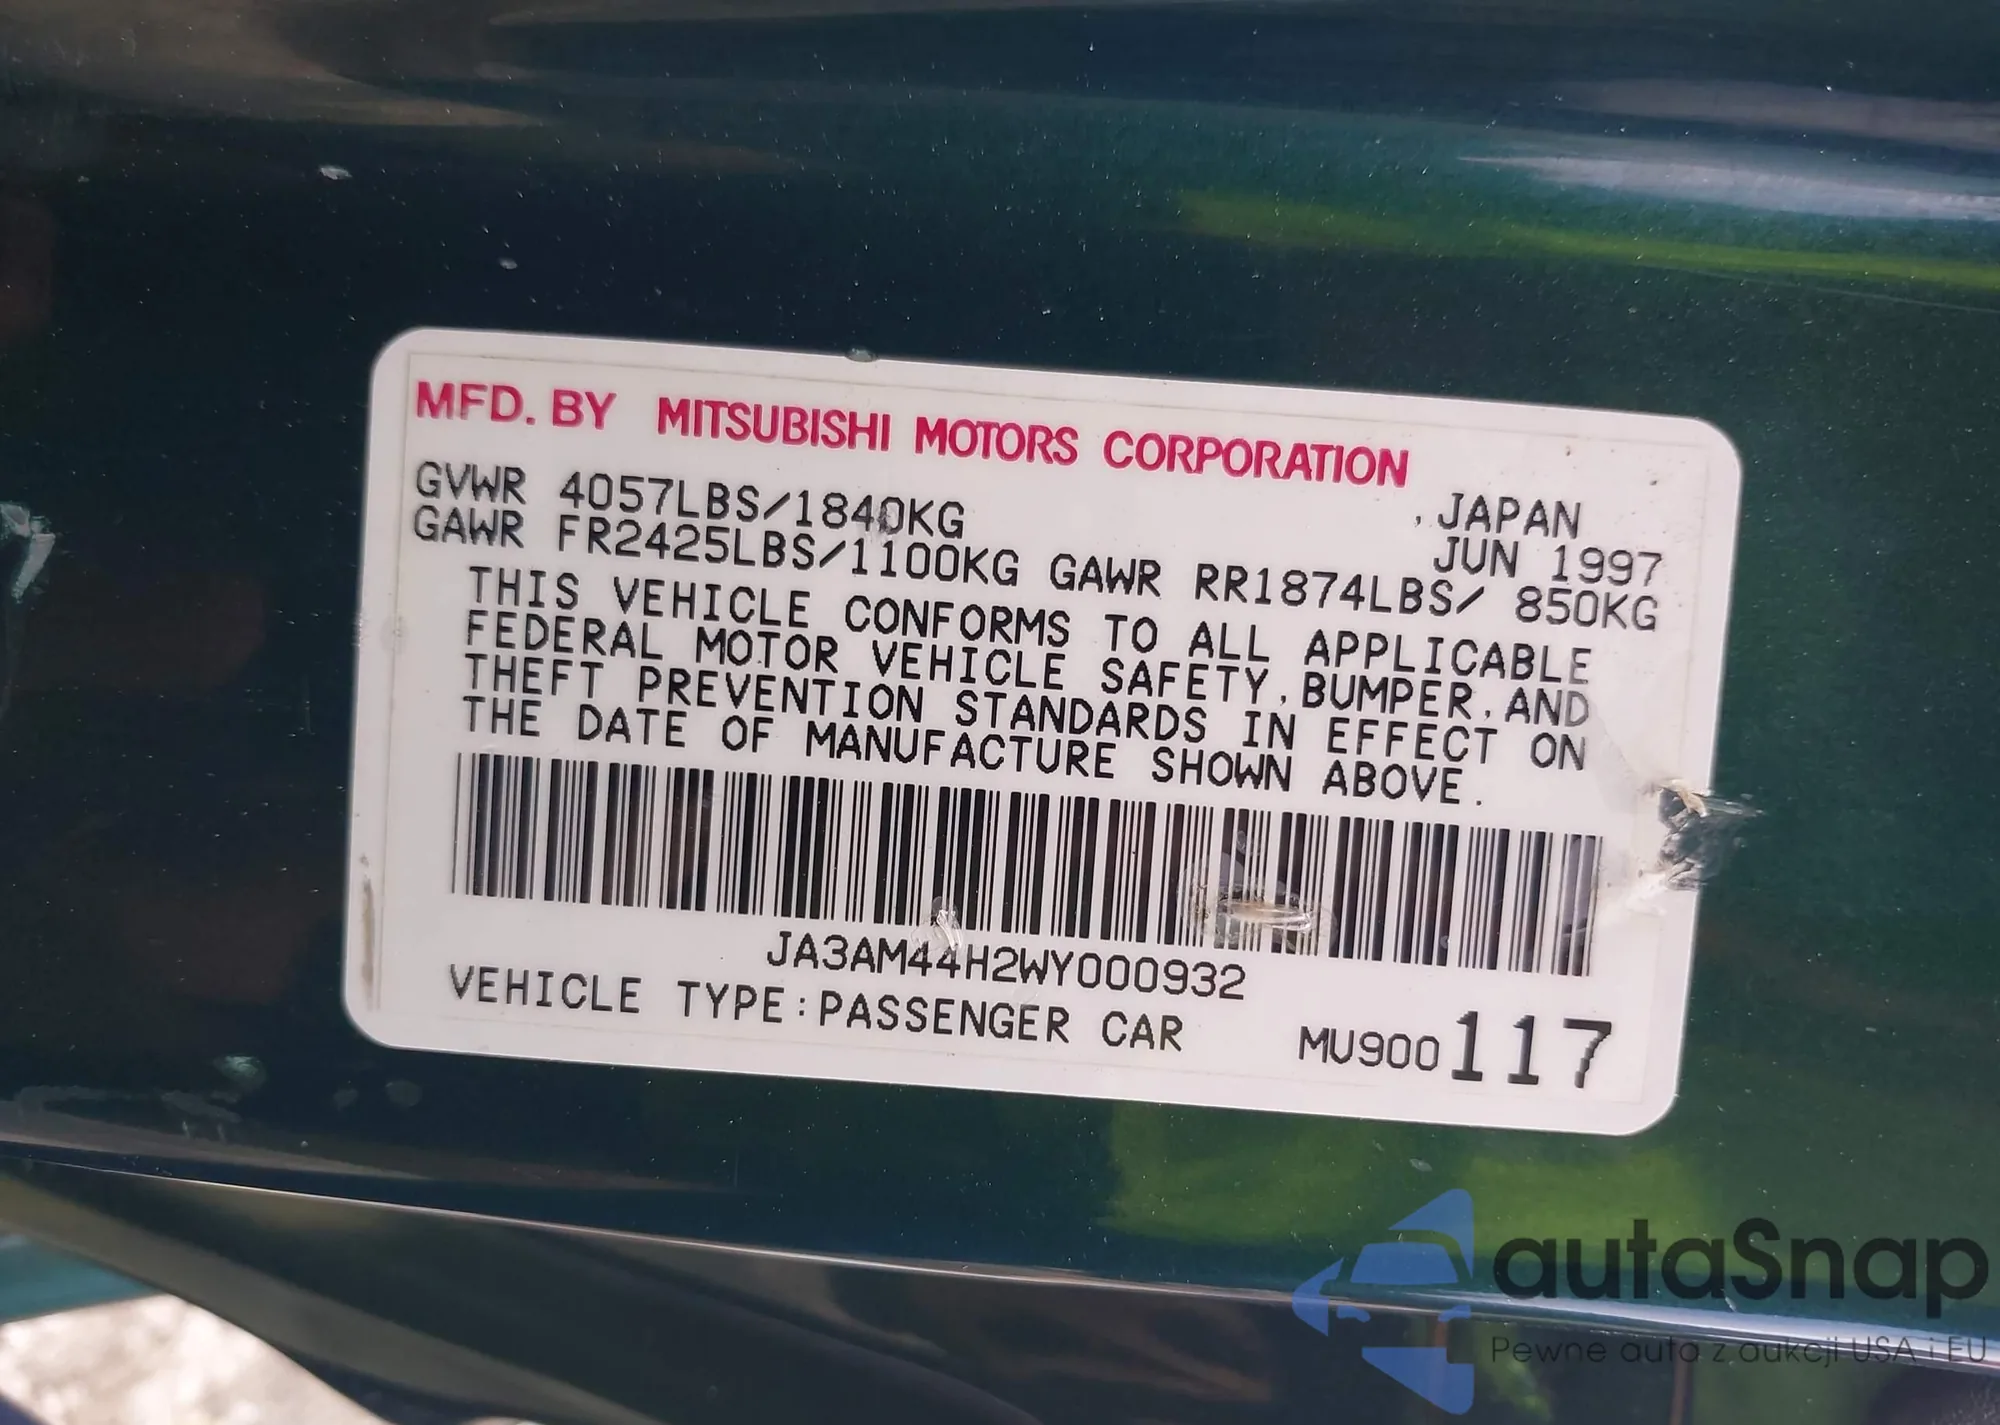 MFD. BY MITSUBISHI MOTORS CORPORATION
GVWR 4057LBS/1840KG , JAPAN
JUN 1997
GAWR FR2425LBS/1100KG GAWR RR1874LBS/ 850KG
THIS VEHICLE CONFORMS TO ALL APPLICABLE
FEDERAL MOTOR VEHICLE SAFETY, BUMPER, AND
THEFT PREVENTION STANDARDS IN EFFECT ON
THE DATE OF MANUFACTURE SHOWN ABOVE.
JA3AM44H2WY000932
VEHICLE TYPE:PASSENGER CAR MU900117
autaSnap
Pewne auta z aukcji USA i EU